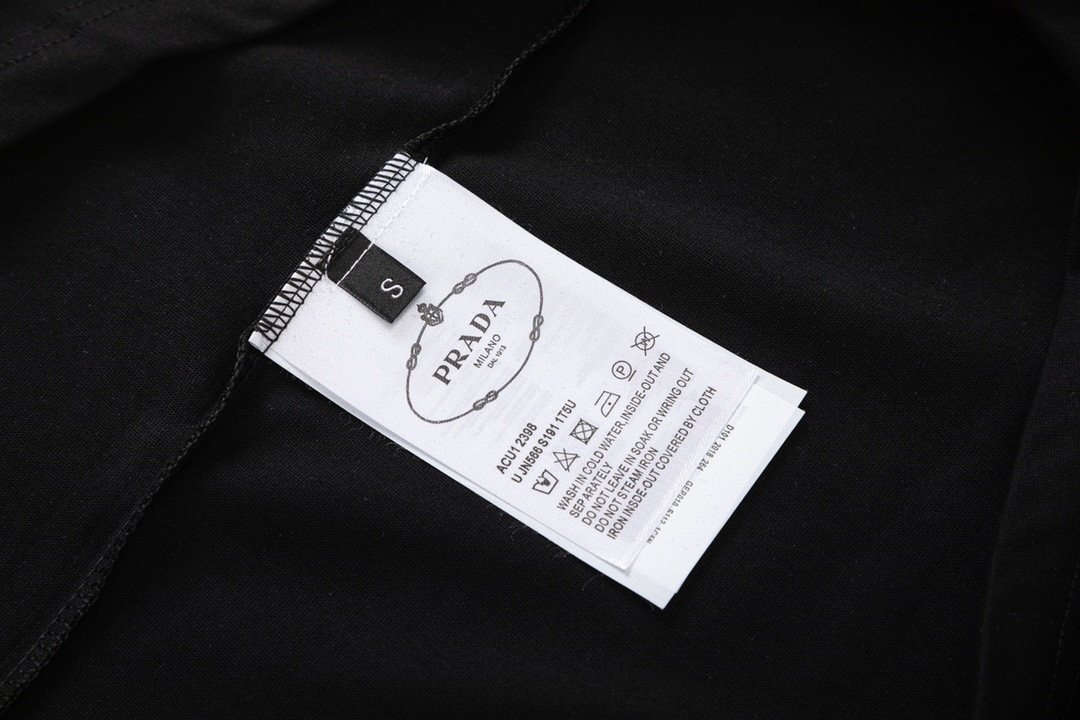 S
PRADA
MILANO
DAL 1913
ACU1 2398
UJN566 S191 1T5U
P
WASH IN COLD WATER,INSIDE-OUT AND
SEPARATELY
DO NOT LEAVE IN SOAK OR WRING OUT
DO NOT STEAM IRON
IRON INSDE-OUT COVERED BY CLOTH